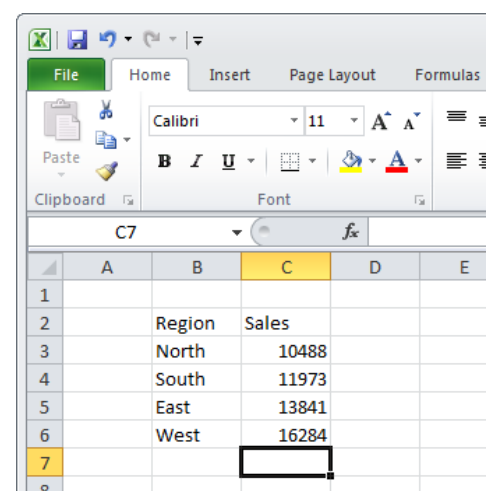 File Home Insert Page Layout Formulas
Calibri 11 A A
Paste B I U A
Clipboard Font
C7 fx
A B C D E
1
2 Region Sales
3 North 10488
4 South 11973
5 East 13841
6 West 16284
7
8